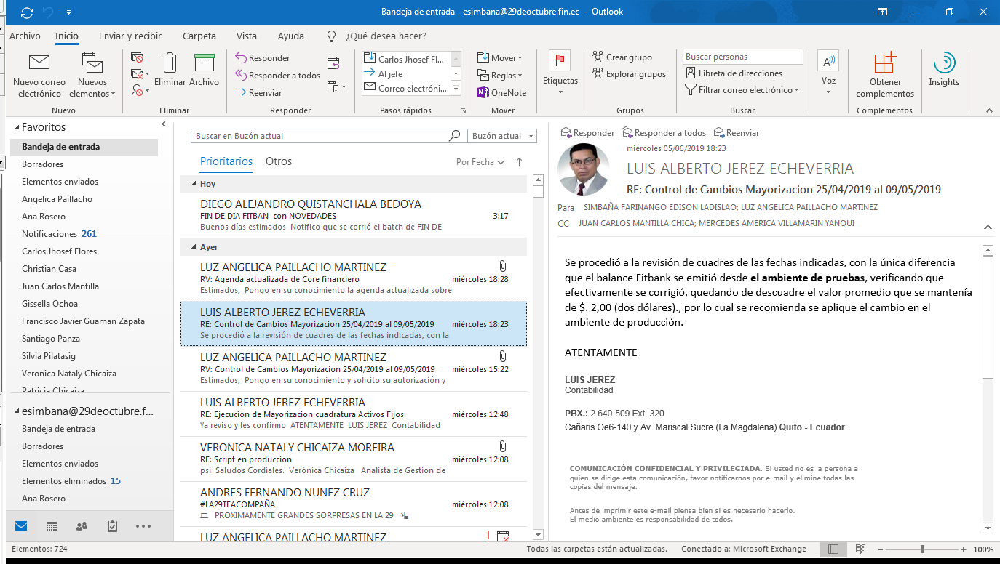 Bandeja de entrada - esimbana@29deoctubre.fin.ec - Outlook
Archivo Inicio Enviar y recibir Carpeta Vista Ayuda ¿Qué desea hacer?
Nuevo correo electrónico
Nuevos elementos
Nuevo
Eliminar
Archivo
Eliminar
Responder
Responder a todos
Reenviar
Responder
Carlos Jhosef Flo...
Al jefe
Correo electróni...
Pasos rápidos
Mover
Reglas
OneNote
Mover
Etiquetas
Crear grupo
Explorar grupos
Grupos
Buscar personas
Libreta de direcciones
Filtrar correo electrónico
Buscar
Voz
Obtener complementos
Complementos
Insights
Favoritos
Bandeja de entrada
Borradores
Elementos enviados
Angelica Paillacho
Ana Rosero
Notificaciones 261
Carlos Jhosef Flores
Christian Casa
Juan Carlos Mantilla
Gissella Ochoa
Francisco Javier Guaman Zapata
Santiago Panza
Silvia Pilatasig
Veronica Nataly Chicaiza
Patricia Chicaiza
esimbana@29deoctubre.f...
Bandeja de entrada
Borradores
Elementos enviados
Elementos eliminados 15
Ana Rosero
Buscar en Buzón actual
Buzón actual
Prioritarios Otros Por Fecha
Hoy
DIEGO ALEJANDRO QUISTANCHALA BEDOYA
FIN DE DIA FITBAN con NOVEDADES 3:17
Buenos días estimados Notifico que se corrió el batch de FIN DE
Ayer
LUZ ANGELICA PAILLACHO MARTINEZ
RV: Agenda actualizada de Core financiero miércoles 18:28
Estimados, Pongo en su conocimiento la agenda actualizada sobre
LUIS ALBERTO JEREZ ECHEVERRIA
RE: Control de Cambios Mayorizacion 25/04/2019 al 09/05/2019 miércoles 18:23
Se procedió a la revisión de cuadres de las fechas indicadas, con la
LUZ ANGELICA PAILLACHO MARTINEZ
RV: Control de Cambios Mayorizacion 25/04/2019 al 09/05/2019 miércoles 15:22
Estimados, Pongo en su conocimiento y solicito su autorización y
LUIS ALBERTO JEREZ ECHEVERRIA
RE: Ejecución de Mayorizacion cuadratura Activos Fijos miércoles 12:48
Ya reviso y les confirmo ATENTAMENTE LUIS JEREZ Contabilidad
VERONICA NATALY CHICAIZA MOREIRA
RE: Script en produccion miércoles 12:08
psi Saludos Cordiales. Verónica Chicaiza Analista de Gestion de
ANDRES FERNANDO NUNEZ CRUZ
#LA29TEACOMPAÑA miércoles 12:08
PROXIMAMENTE GRANDES SORPRESAS EN LA 29
LUZ ANGELICA PAILLACHO MARTINEZ
Responder Responder a todos Reenviar
miércoles 05/06/2019 18:23
LUIS ALBERTO JEREZ ECHEVERRIA
RE: Control de Cambios Mayorizacion 25/04/2019 al 09/05/2019
Para SIMBAÑA FARINANGO EDISON LADISLAO; LUZ ANGELICA PAILLACHO MARTINEZ
CC JUAN CARLOS MANTILLA CHICA; MERCEDES AMERICA VILLAMARIN YANQUI
Se procedió a la revisión de cuadres de las fechas indicadas, con la única diferencia
que el balance Fitbank se emitió desde el ambiente de pruebas, verificando que
efectivamente se corrigió, quedando de descuadre el valor promedio que se mantenía
de $. 2,00 (dos dólares)., por lo cual se recomienda se aplique el cambio en el
ambiente de producción.
ATENTAMENTE
LUIS JEREZ
Contabilidad
PBX.: 2 640-509 Ext. 320
Cañaris Oe6-140 y Av. Mariscal Sucre (La Magdalena) Quito - Ecuador
COMUNICACIÓN CONFIDENCIAL Y PRIVILEGIADA. Si usted no es la persona a
quien se dirige esta comunicación, favor notificarnos por e-mail y elimine todas las
copias del mensaje.
Antes de imprimir este e-mail piensa bien si es necesario hacerlo.
El medio ambiente es responsabilidad de todos.
Elementos: 724 Todas las carpetas están actualizadas. Conectado a: Microsoft Exchange 100%